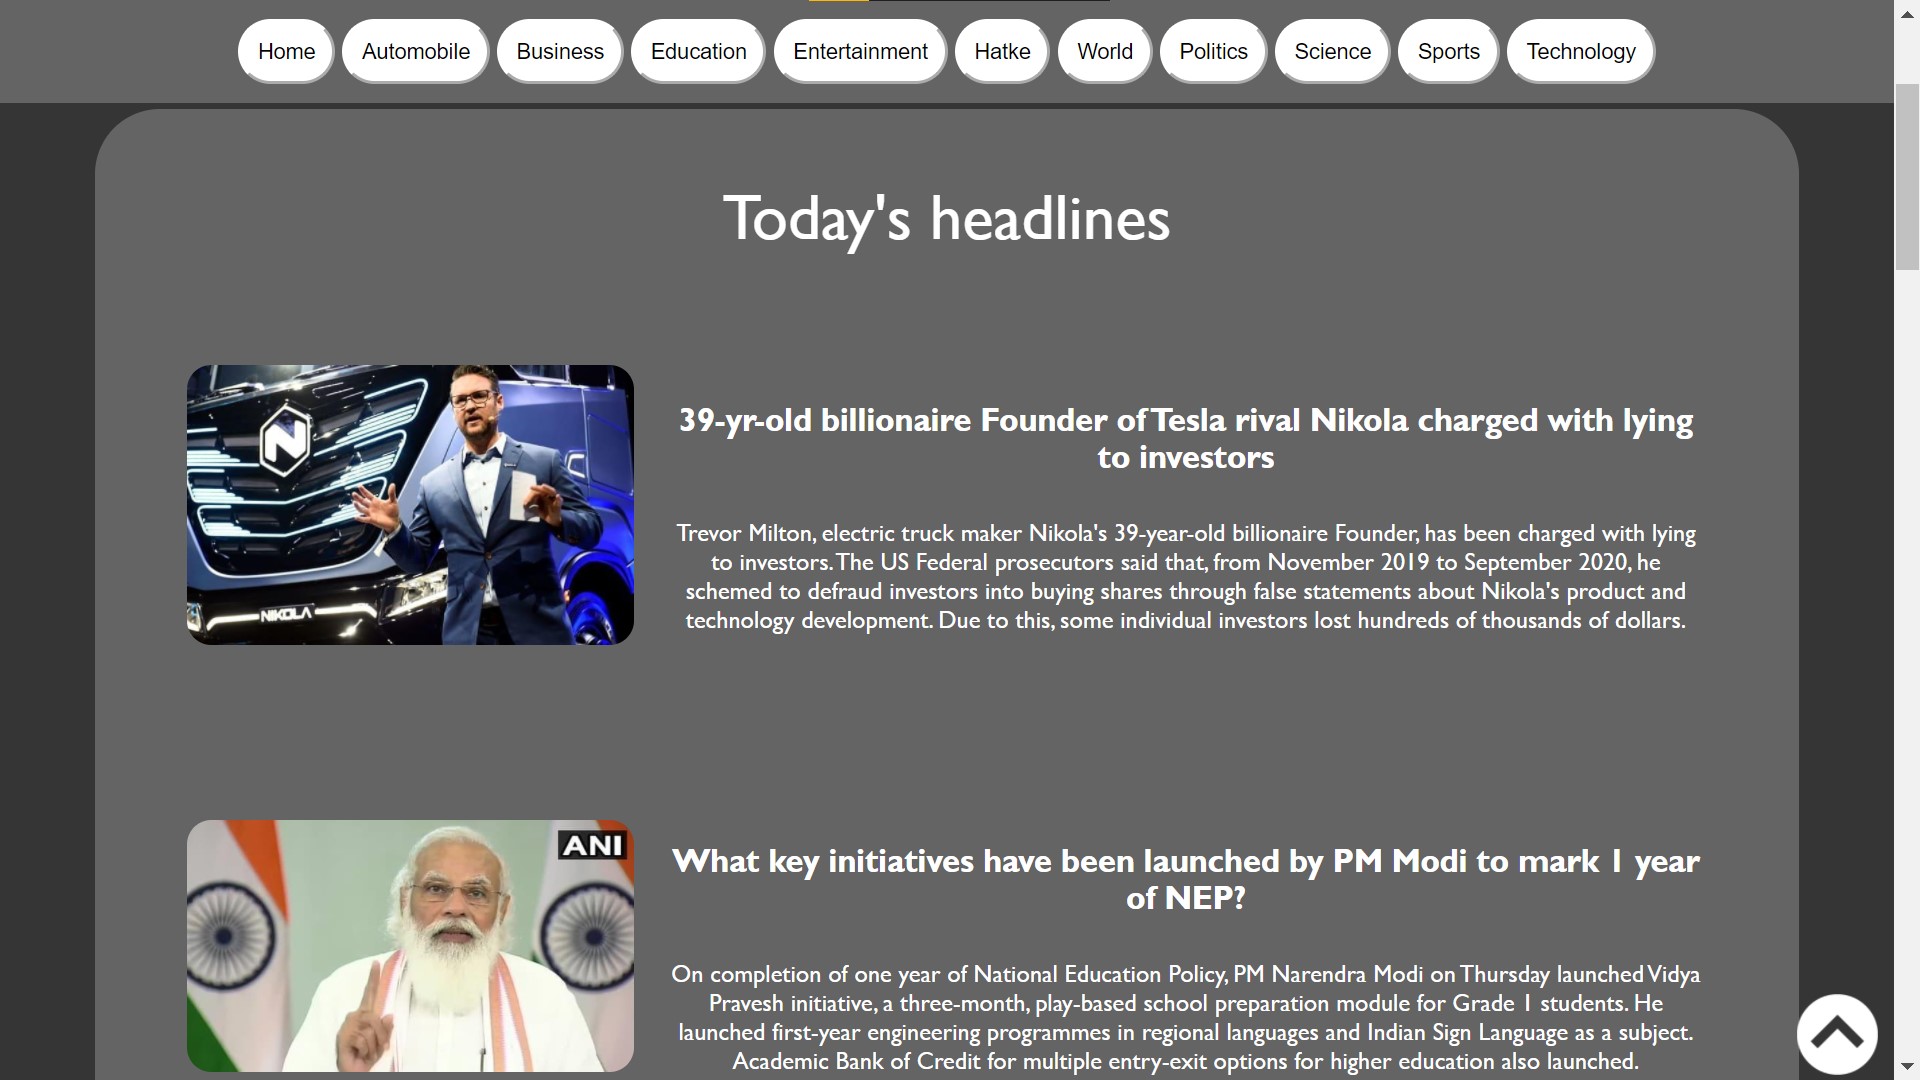 Home Automobile Business Education Entertainment Hatke World Politics Science Sports Technology
Today's headlines
NIKOLA
39-yr-old billionaire Founder of Tesla rival Nikola charged with lying
to investors
Trevor Milton, electric truck maker Nikola's 39-year-old billionaire Founder, has been charged with lying
to investors. The US Federal prosecutors said that, from November 2019 to September 2020, he
schemed to defraud investors into buying shares through false statements about Nikola's product and
technology development. Due to this, some individual investors lost hundreds of thousands of dollars.
ANI
What key initiatives have been launched by PM Modi to mark 1 year
of NEP?
On completion of one year of National Education Policy, PM Narendra Modi on Thursday launched Vidya
Pravesh initiative, a three-month, play-based school preparation module for Grade 1 students. He
launched first-year engineering programmes in regional languages and Indian Sign Language as a subject.
Academic Bank of Credit for multiple entry-exit options for higher education also launched.